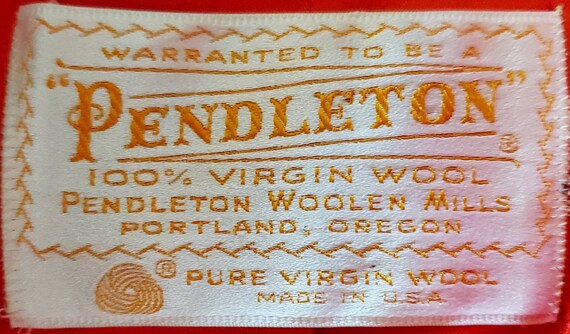 WARRANTED TO BE A
"PENDLETON" ®
100% VIRGIN WOOL
PENDLETON WOOLEN MILLS
PORTLAND, OREGON
® PURE VIRGIN WOOL
MADE IN U.S.A